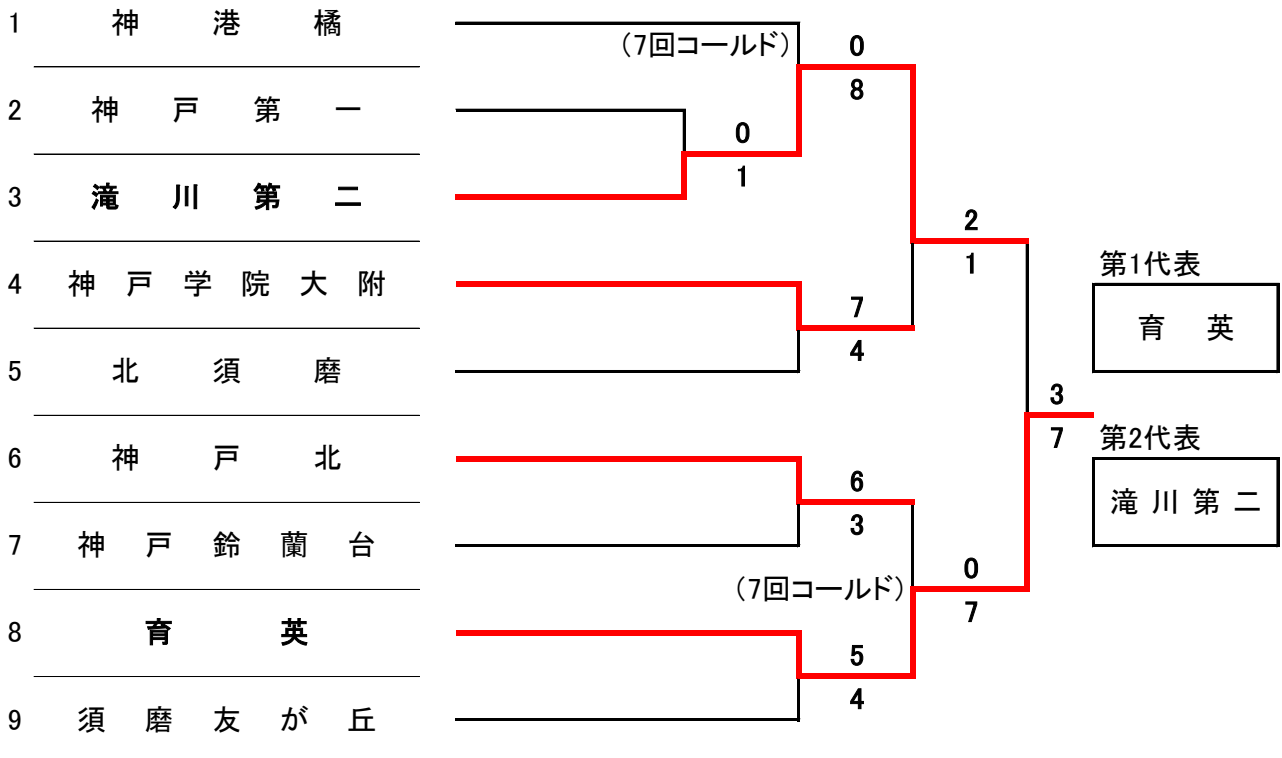 1 神港橘
(7回コールド)
0
8
2 神戸第一
0
1
3 滝川第二
2
1
4 神戸学院大附
7
4
5 北須磨
第1代表
育英
3
7
6 神戸北
6
3
第2代表
滝川第二
7 神戸鈴蘭台
(7回コールド)
0
7
8 育英
5
4
9 須磨友が丘